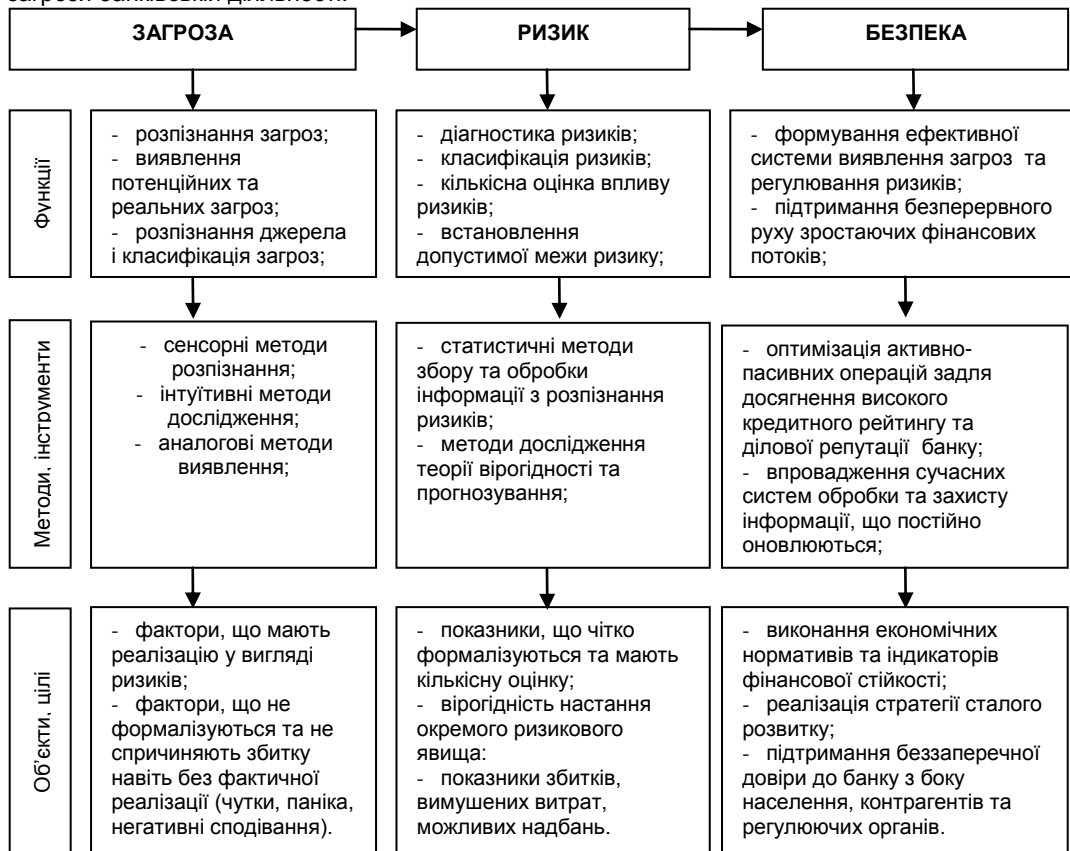 ЗАГРОЗА
РИЗИК
БЕЗПЕКА
Функції
- розпізнання загроз;
- виявлення
потенційних та
реальних загроз;
- розпізнання джерела
і класифікація загроз;
- діагностика ризиків;
- класифікація ризиків;
- кількісна оцінка впливу
ризиків;
- встановлення
допустимої межи ризику;
- формування ефективної
системи виявлення загроз та
регулювання ризиків;
- підтримання безперервного
руху зростаючих фінансових
потоків;
Методи, інструменти
- сенсорні методи
розпізнання;
- інтуїтивні методи
дослідження;
- аналогові методи
виявлення;
- статистичні методи
збору та обробки
інформації з розпізнання
ризиків;
- методи дослідження
теорії вірогідності та
прогнозування;
- оптимізація активно-
пасивних операцій задля
досягнення високого
кредитного рейтингу та
ділової репутації банку;
- впровадження сучасних
систем обробки та захисту
інформації, що постійно
оновлюються;
Об’єкти, цілі
- фактори, що мають
реалізацію у вигляді
ризиків;
- фактори, що не
формалізуються та не
спричиняють збитку
навіть без фактичної
реалізації (чутки, паніка,
негативні сподівання).
- показники, що чітко
формалізуються та мають
кількісну оцінку;
- вірогідність настання
окремого ризикового
явища:
- показники збитків,
вимушених витрат,
можливих надбань.
- виконання економічних
нормативів та індикаторів
фінансової стійкості;
- реалізація стратегії сталого
розвитку;
- підтримання беззаперечної
довіри до банку з боку
населення, контрагентів та
регулюючих органів.